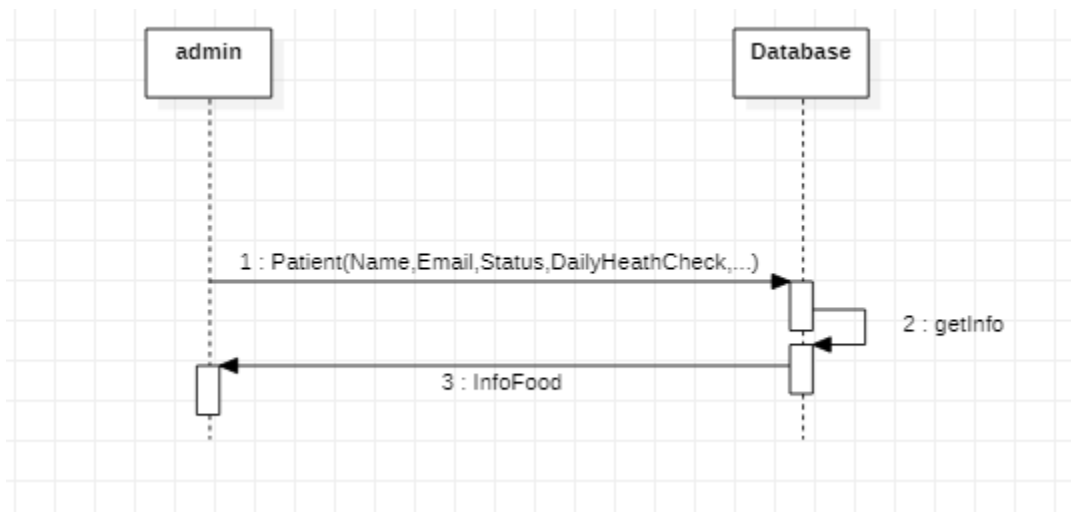 admin
Database
1 : Patient(Name,Email,Status,DailyHeathCheck,...)
2 : getInfo
3 : InfoFood